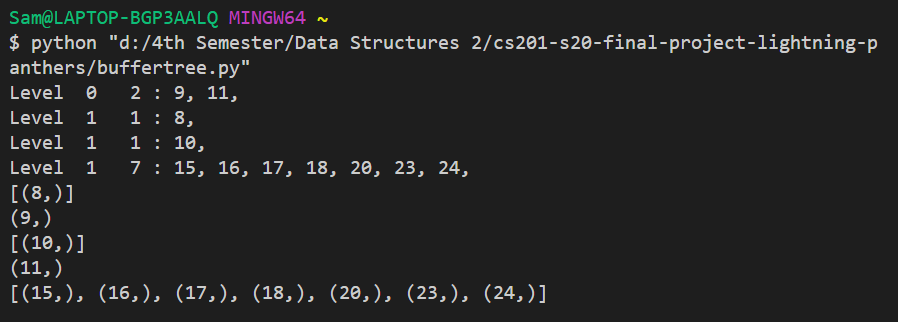 Sam@LAPTOP-BGP3AALQ MINGW64 ~
$ python "d:/4th Semester/Data Structures 2/cs201-s20-final-project-lightning-p
anthers/buffertree.py"
Level  0   2 : 9, 11,
Level  1   1 : 8,
Level  1   1 : 10,
Level  1   7 : 15, 16, 17, 18, 20, 23, 24,
[(8,)]
(9,)
[(10,)]
(11,)
[(15,), (16,), (17,), (18,), (20,), (23,), (24,)]